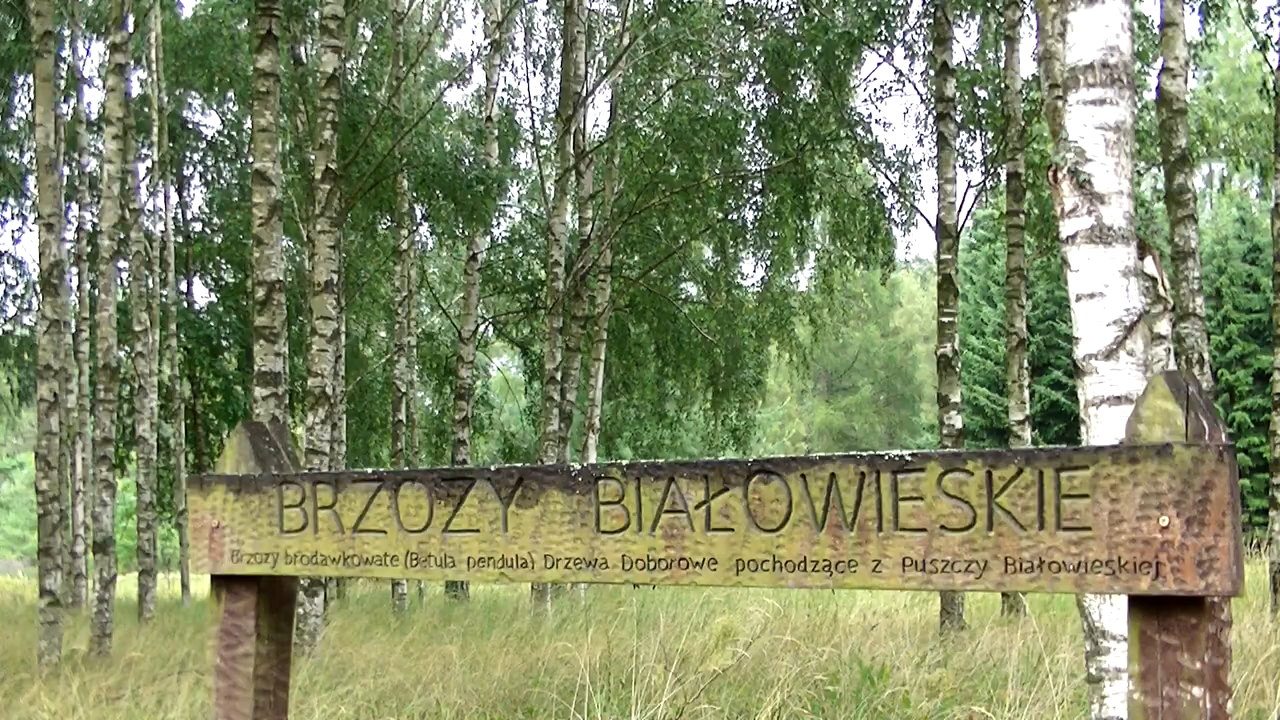 BRZOZY BIAŁOWIESKIE
Brzozy brodawkowate (Betula pendula) Drzewa Doborowe pochodzące z Puszczy Białowieskiej